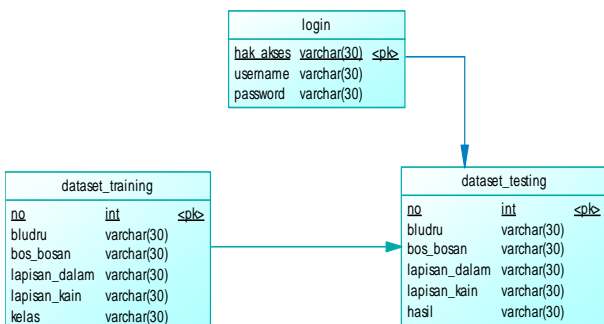 login
hak_akses varchar(30) <pk>
username varchar(30)
password varchar(30)
dataset_training
no int <pk>
bludru varchar(30)
bos_bosan varchar(30)
lapisan_dalam varchar(30)
lapisan_kain varchar(30)
kelas varchar(30)
dataset_testing
no int <pk>
bludru varchar(30)
bos_bosan varchar(30)
lapisan_dalam varchar(30)
lapisan_kain varchar(30)
hasil varchar(30)